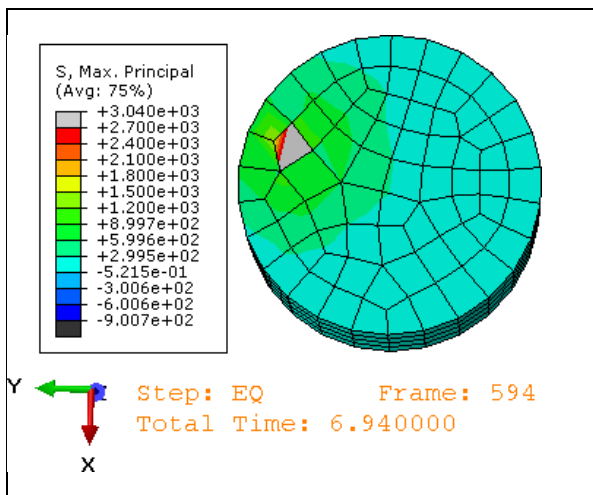 S, Max. Principal
(Avg: 75%)
+3.040e+03
+2.700e+03
+2.400e+03
+2.100e+03
+1.800e+03
+1.500e+03
+1.200e+03
+8.997e+02
+5.996e+02
+2.995e+02
-5.215e-01
-3.006e+02
-6.006e+02
-9.007e+02
Y
X
Step: EQ Frame: 594
Total Time: 6.940000